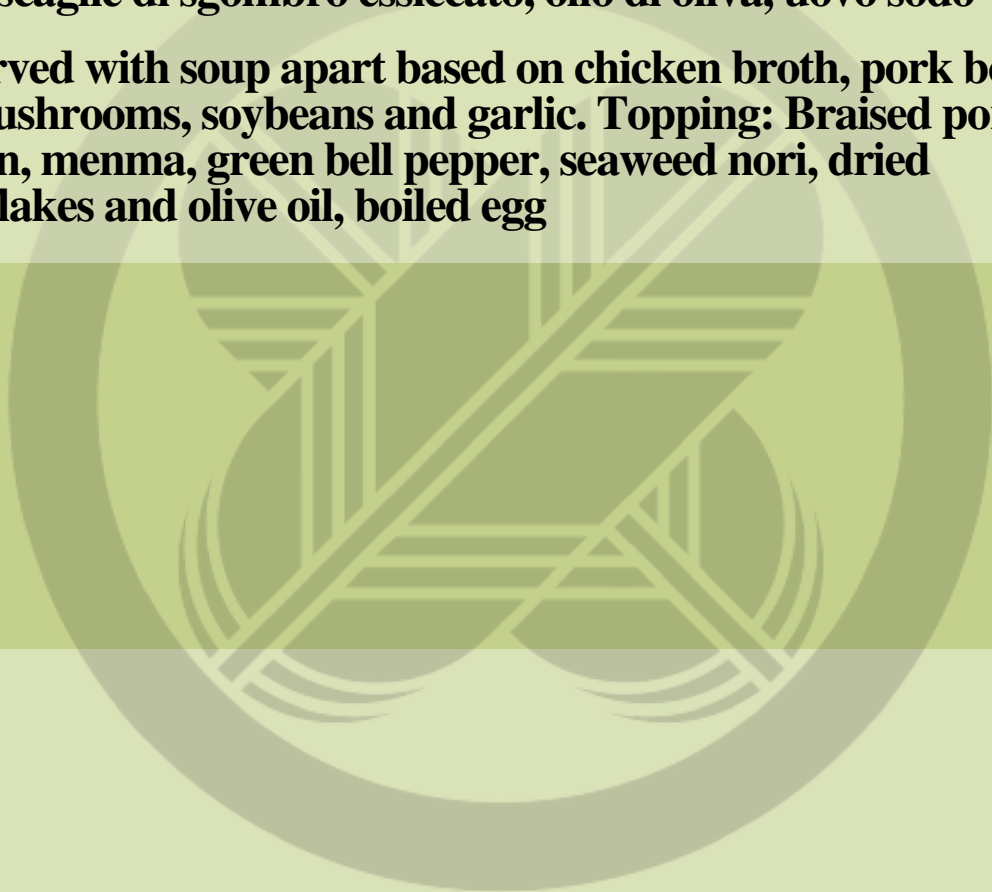 scaglie di sgombro essiccato, olio di oliva, uovo sodo
rved with soup apart based on chicken broth, pork b
ushrooms, soybeans and garlic. Topping: Braised po
n, menma, green bell pepper, seaweed nori, dried
lakes and olive oil, boiled egg